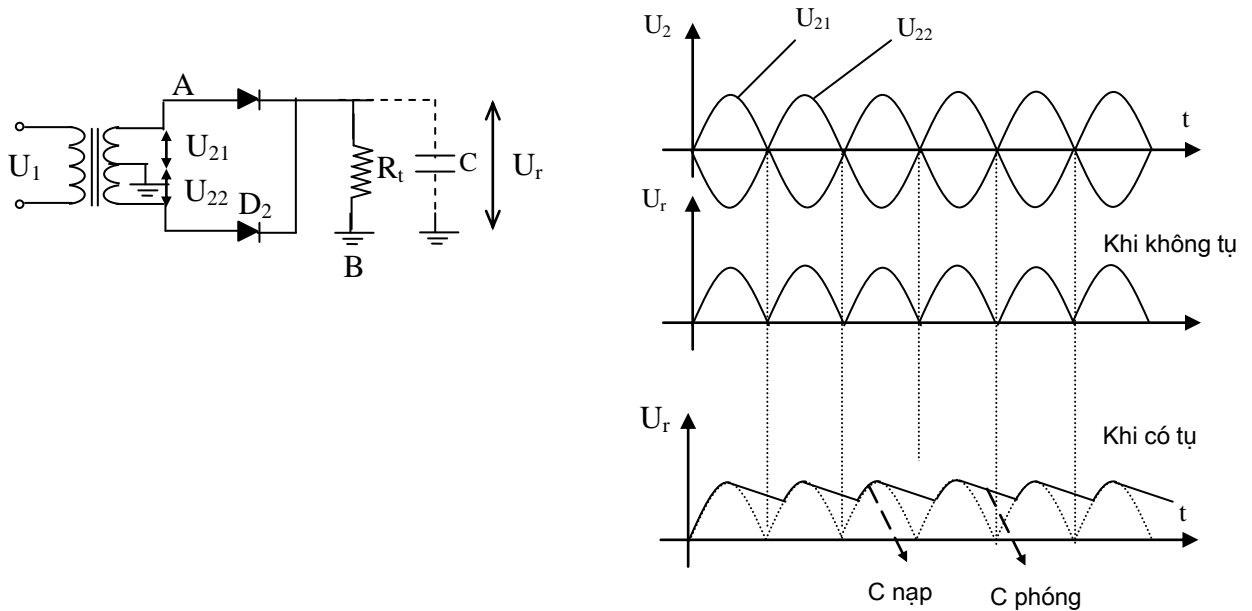 A
U₁
U₂₁
U₂₂
D₂
Rₜ
C
Uᵣ
B
U₂
U₂₁
U₂₂
t
Uᵣ
Khi không tụ
Uᵣ
Khi có tụ
t
C nạp
C phóng